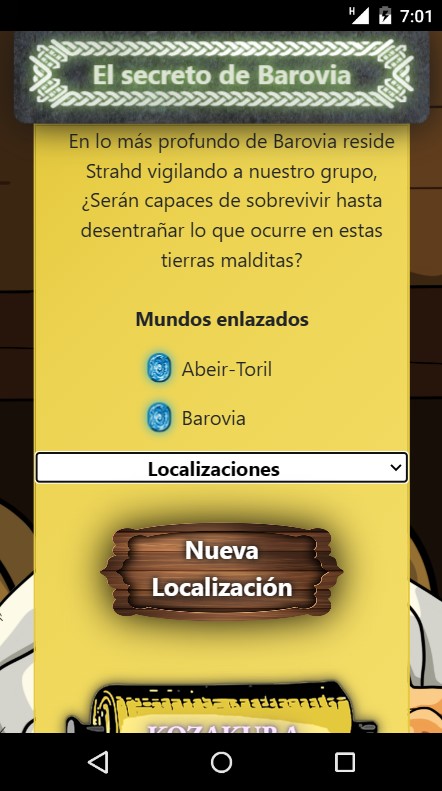 H 7:01
El secreto de Barovia
En lo más profundo de Barovia reside
Strahd vigilando a nuestro grupo,
¿Serán capaces de sobrevivir hasta
desentrañar lo que ocurre en estas
tierras malditas?
Mundos enlazados
Abeir-Toril
Barovia
Localizaciones
Nueva
Localización
KOZAKURA